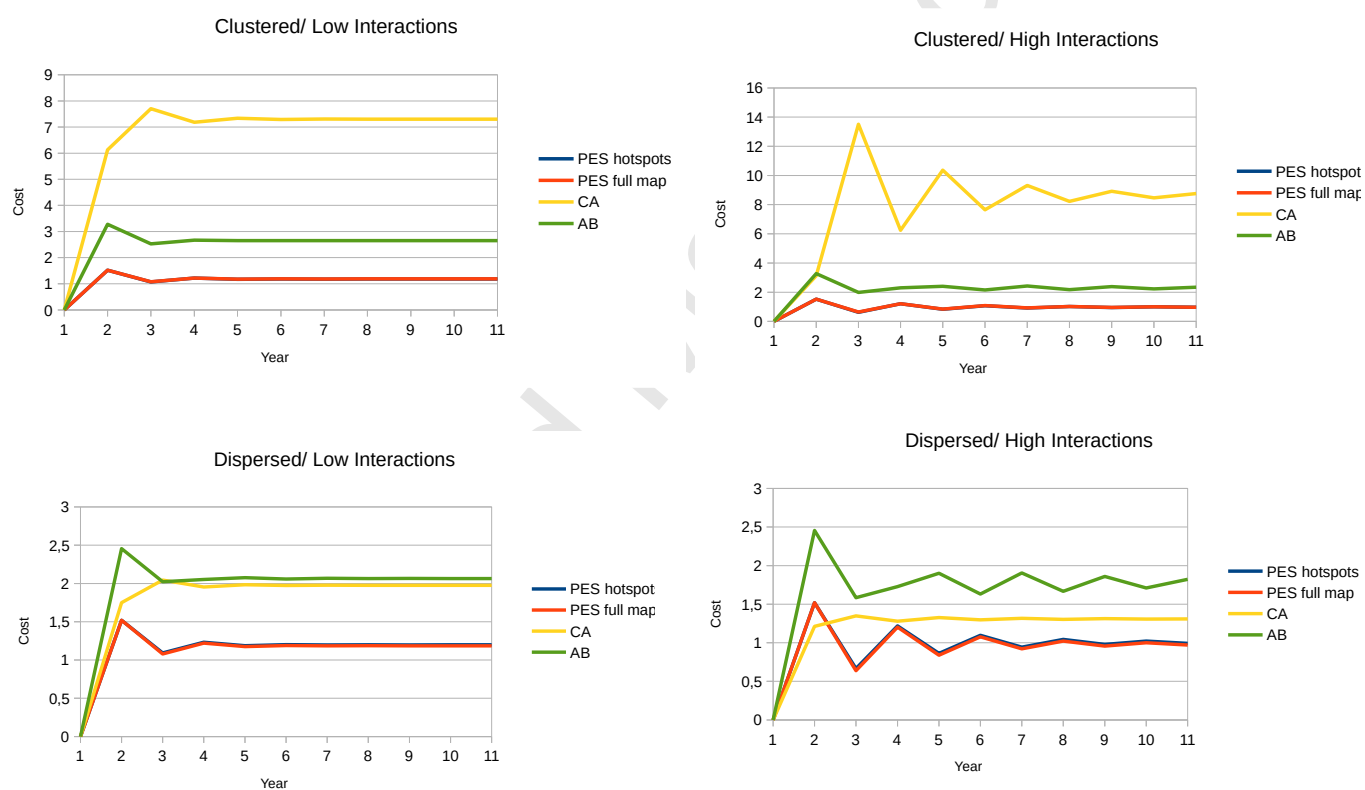 Clustered/ Low Interactions
9
8
7
6
5
4
3
2
1
0
Cost
1 2 3 4 5 6 7 8 9 10 11
Year
PES hotspots
PES full map
CA
AB
Clustered/ High Interactions
16
14
12
10
8
6
4
2
0
Cost
1 2 3 4 5 6 7 8 9 10 11
Year
PES hotspot
PES full map
CA
AB
Dispersed/ Low Interactions
3
2,5
2
1,5
1
0,5
0
Cost
1 2 3 4 5 6 7 8 9 10 11
Year
PES hotspot
PES full map
CA
AB
Dispersed/ High Interactions
3
2,5
2
1,5
1
0,5
0
Cost
1 2 3 4 5 6 7 8 9 10 11
Year
PES hotspots
PES full map
CA
AB